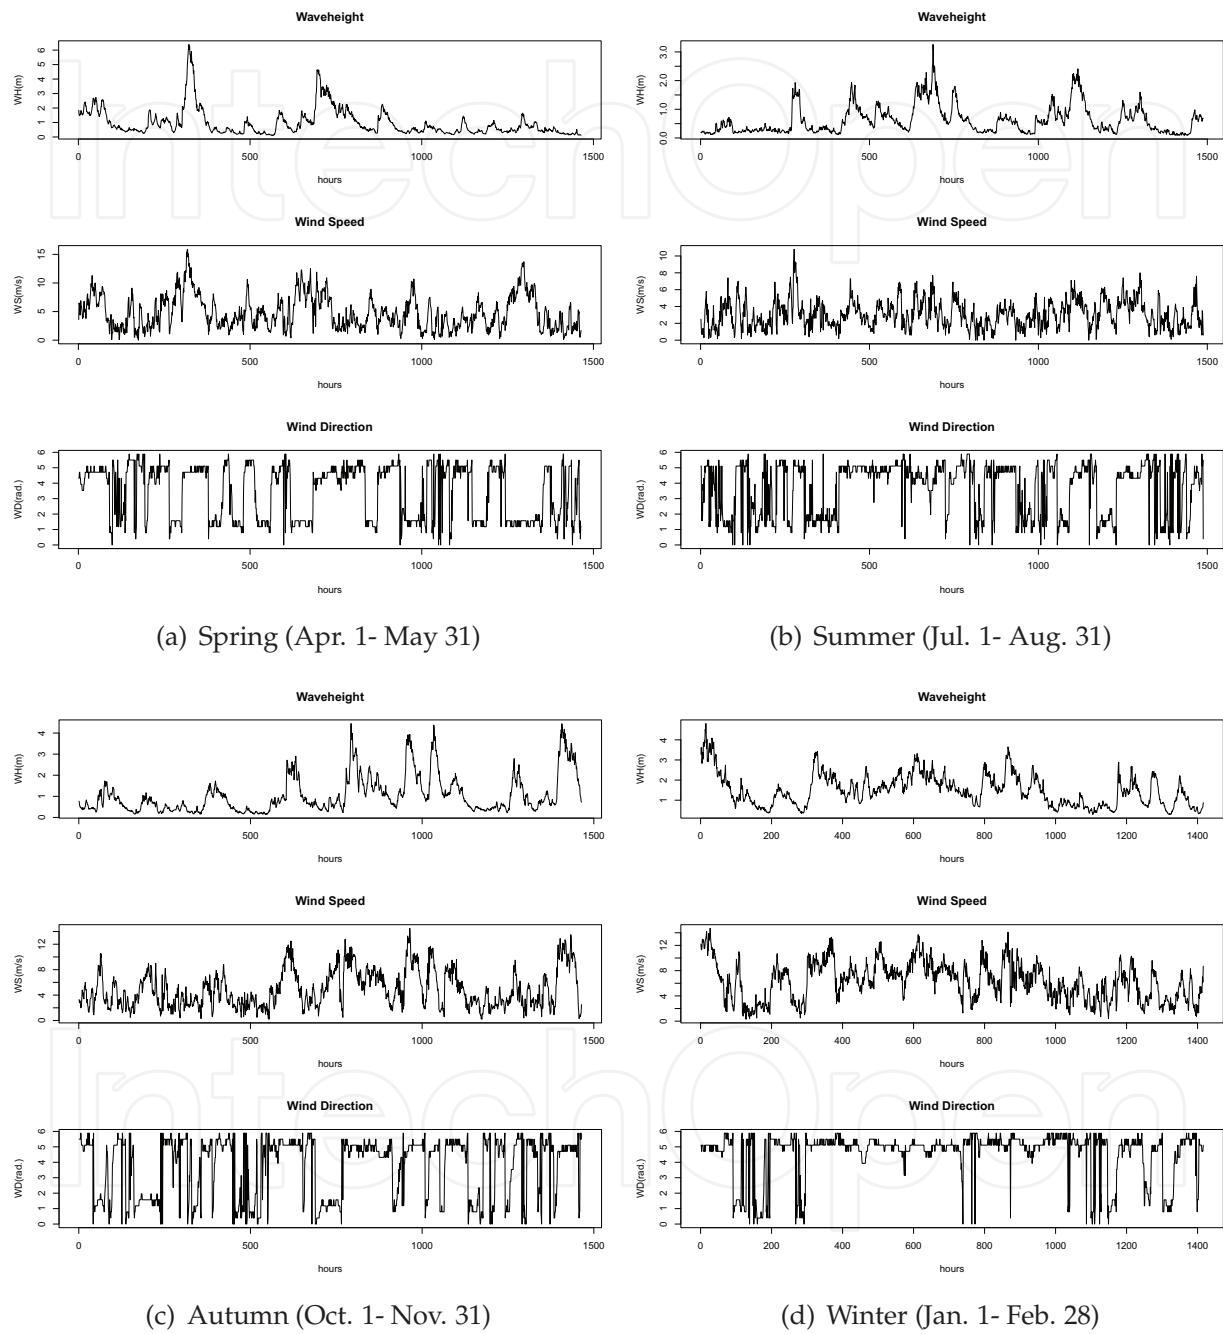 Waveheight
WH(m)
0 1 2 3 4 5 6
0 500 1000 1500
hours
Wind Speed
WS(m/s)
0 5 10 15
0 500 1000 1500
hours
Wind Direction
WD(rad.)
0 1 2 3 4 5 6
0 500 1000 1500
hours
(a) Spring (Apr. 1- May 31)
Waveheight
WH(m)
0.0 1.0 2.0 3.0
0 500 1000 1500
hours
Wind Speed
WS(m/s)
0 2 4 6 8 10
0 500 1000 1500
hours
Wind Direction
WD(rad.)
0 1 2 3 4 5 6
0 500 1000 1500
hours
(b) Summer (Jul. 1- Aug. 31)
Waveheight
WH(m)
0 1 2 3 4
0 500 1000 1500
hours
Wind Speed
WS(m/s)
0 4 8 12
0 500 1000 1500
hours
Wind Direction
WD(rad.)
0 1 2 3 4 5 6
0 500 1000 1500
hours
(c) Autumn (Oct. 1- Nov. 31)
Waveheight
WH(m)
1 2 3 4
0 200 400 600 800 1000 1200 1400
hours
Wind Speed
WS(m/s)
0 4 8 12
0 200 400 600 800 1000 1200 1400
hours
Wind Direction
WD(rad.)
0 1 2 3 4 5 6
0 200 400 600 800 1000 1200 1400
hours
(d) Winter (Jan. 1- Feb. 28)
IntechOpen
IntechOpen